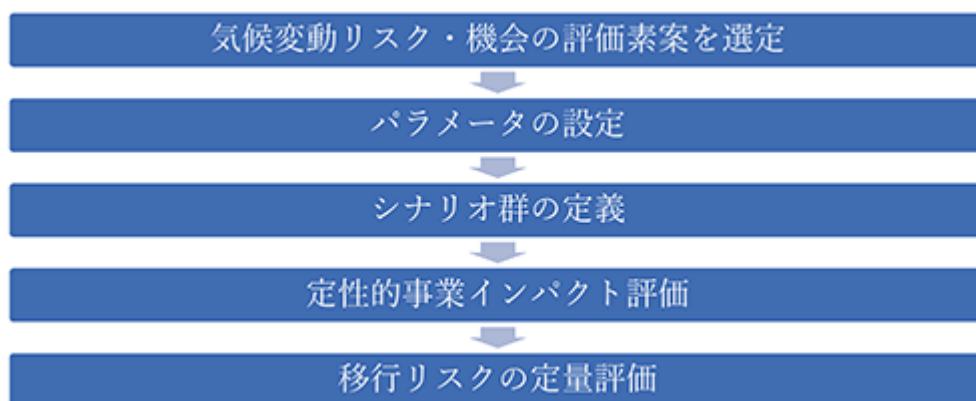 気候変動リスク・機会の評価素案を選定
パラメータの設定
シナリオ群の定義
定性的事業インパクト評価
移行リスクの定量評価